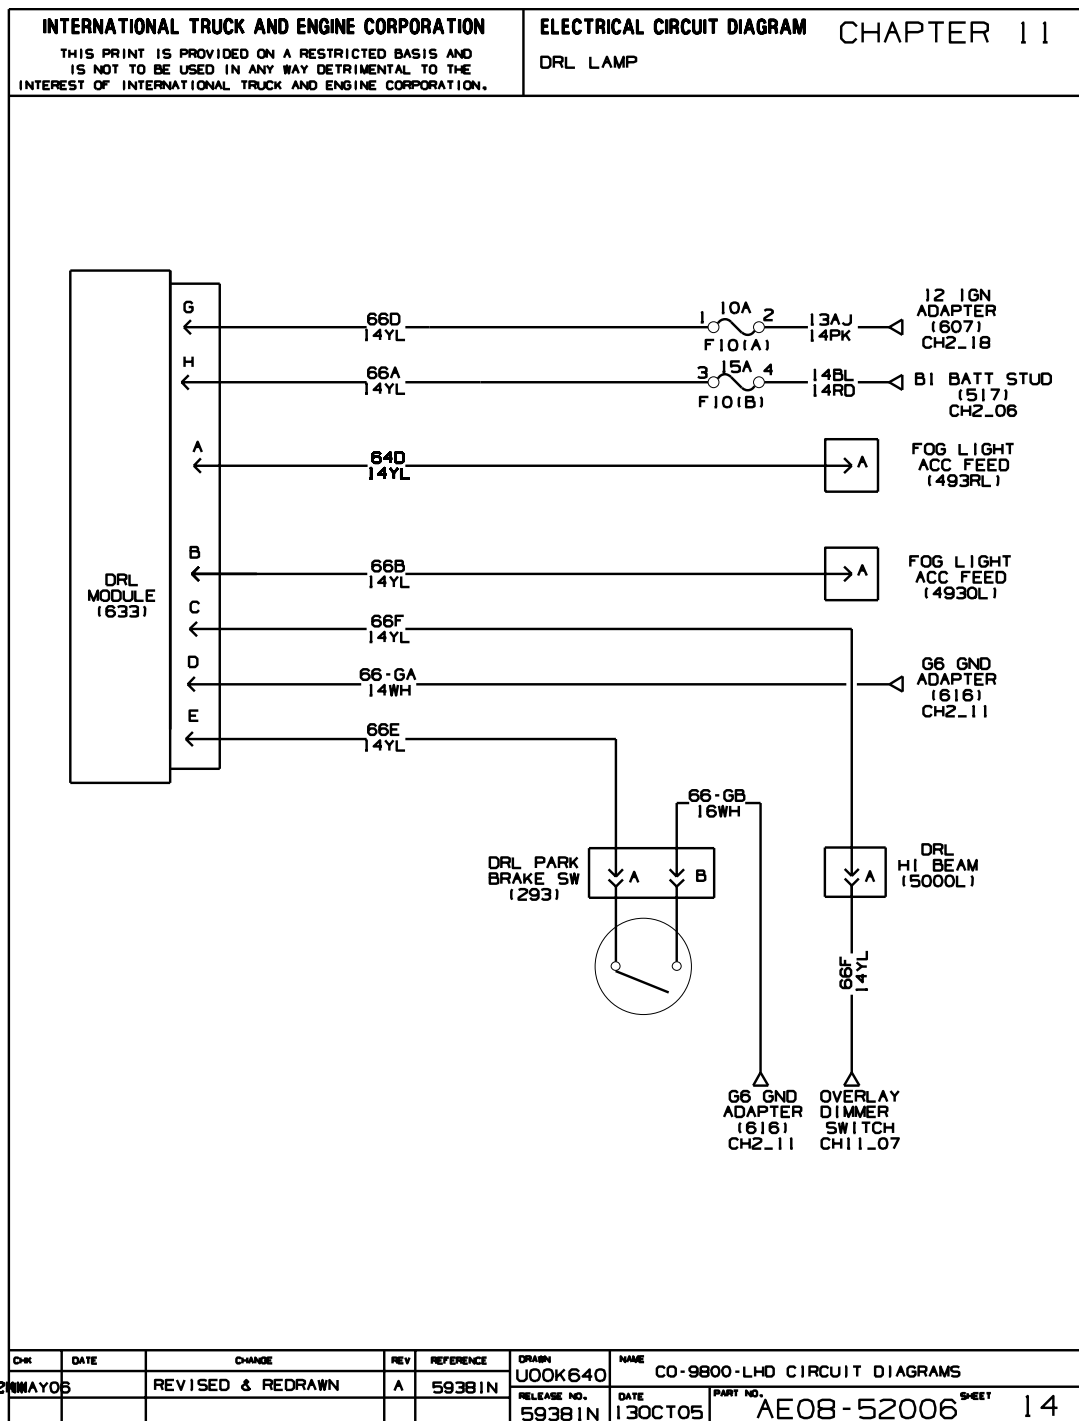 INTERNATIONAL TRUCK AND ENGINE CORPORATION
THIS PRINT IS PROVIDED ON A RESTRICTED BASIS AND
IS NOT TO BE USED IN ANY WAY DETRIMENTAL TO THE
INTEREST OF INTERNATIONAL TRUCK AND ENGINE CORPORATION.
ELECTRICAL CIRCUIT DIAGRAM
DRL LAMP
CHAPTER 11
G
66D
14YL
1
10A
2
F10(A)
13AJ
14PK
12 IGN
ADAPTER
(607)
CH2_18
H
66A
14YL
3
15A
4
F10(B)
14BL
14RD
B1 BATT STUD
(517)
CH2_06
A
64D
14YL
A
FOG LIGHT
ACC FEED
(493RL)
DRL
MODULE
(633)
B
66B
14YL
A
FOG LIGHT
ACC FEED
(493OL)
C
66F
14YL
D
66-GA
14WH
G6 GND
ADAPTER
(616)
CH2_11
E
66E
14YL
66-GB
16WH
DRL PARK
BRAKE SW
(293)
A
B
A
DRL
HI BEAM
(500OL)
66F
14YL
G6 GND
ADAPTER
(616)
CH2_11
OVERLAY
DIMMER
SWITCH
CH11_07
CHK
DATE
CHANGE
REV
REFERENCE
REVISED & REDRAWN
A
59381N
DRAWN
U00K640
NAME
CO-9800-LHD CIRCUIT DIAGRAMS
RELEASE NO.
59381N
DATE
13OCT05
PART NO.
AE08-52006
SHEET
14